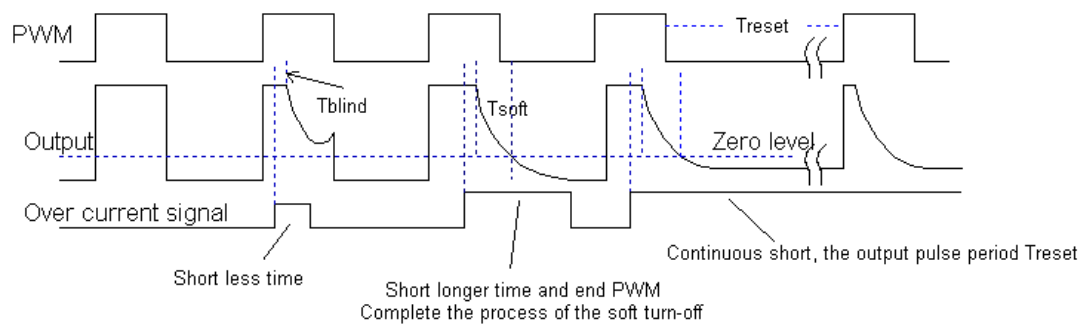 PWM
Treset
Tblind
Tsoft
Output
Zero level
Over current signal
Short less time
Short longer time and end PWM
Complete the process of the soft turn-off
Continuous short, the output pulse period Treset